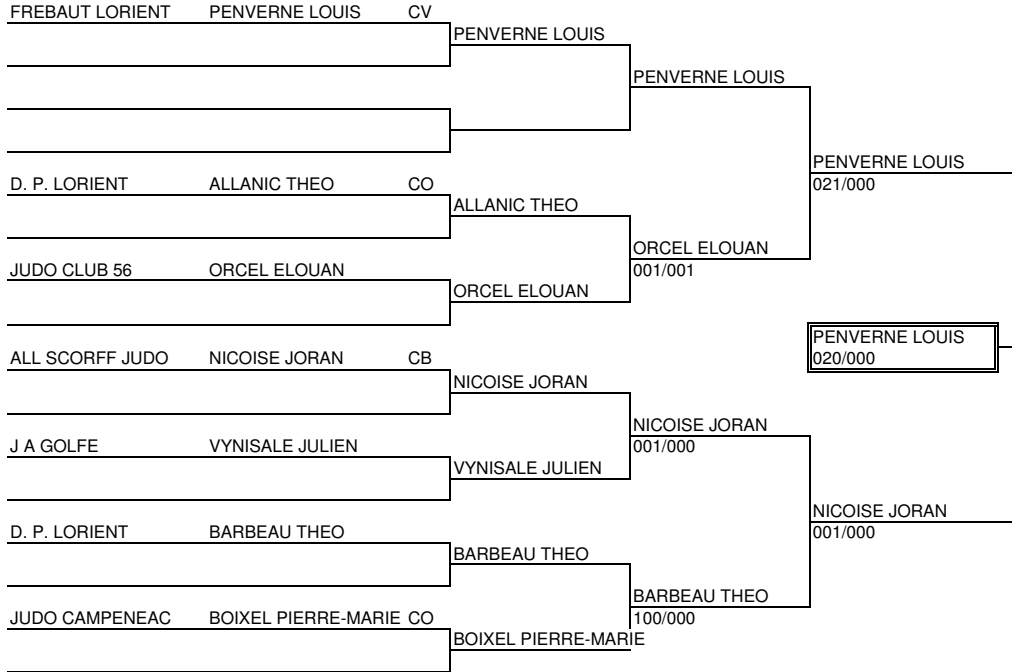 FREBAUT LORIENT PENVERNE LOUIS CV
PENVERNE LOUIS
PENVERNE LOUIS
PENVERNE LOUIS
021/000
D. P. LORIENT ALLANIC THEO CO
ALLANIC THEO
ORCEL ELOUAN
001/001
JUDO CLUB 56 ORCEL ELOUAN
ORCEL ELOUAN
PENVERNE LOUIS
020/000
ALL SCORFF JUDO NICOISE JORAN CB
NICOISE JORAN
NICOISE JORAN
001/000
J A GOLFE VYNISALE JULIEN
VYNISALE JULIEN
NICOISE JORAN
001/000
D. P. LORIENT BARBEAU THEO
BARBEAU THEO
BARBEAU THEO
100/000
JUDO CAMPENEAC BOIXEL PIERRE-MARIE CO
BOIXEL PIERRE-MARIE